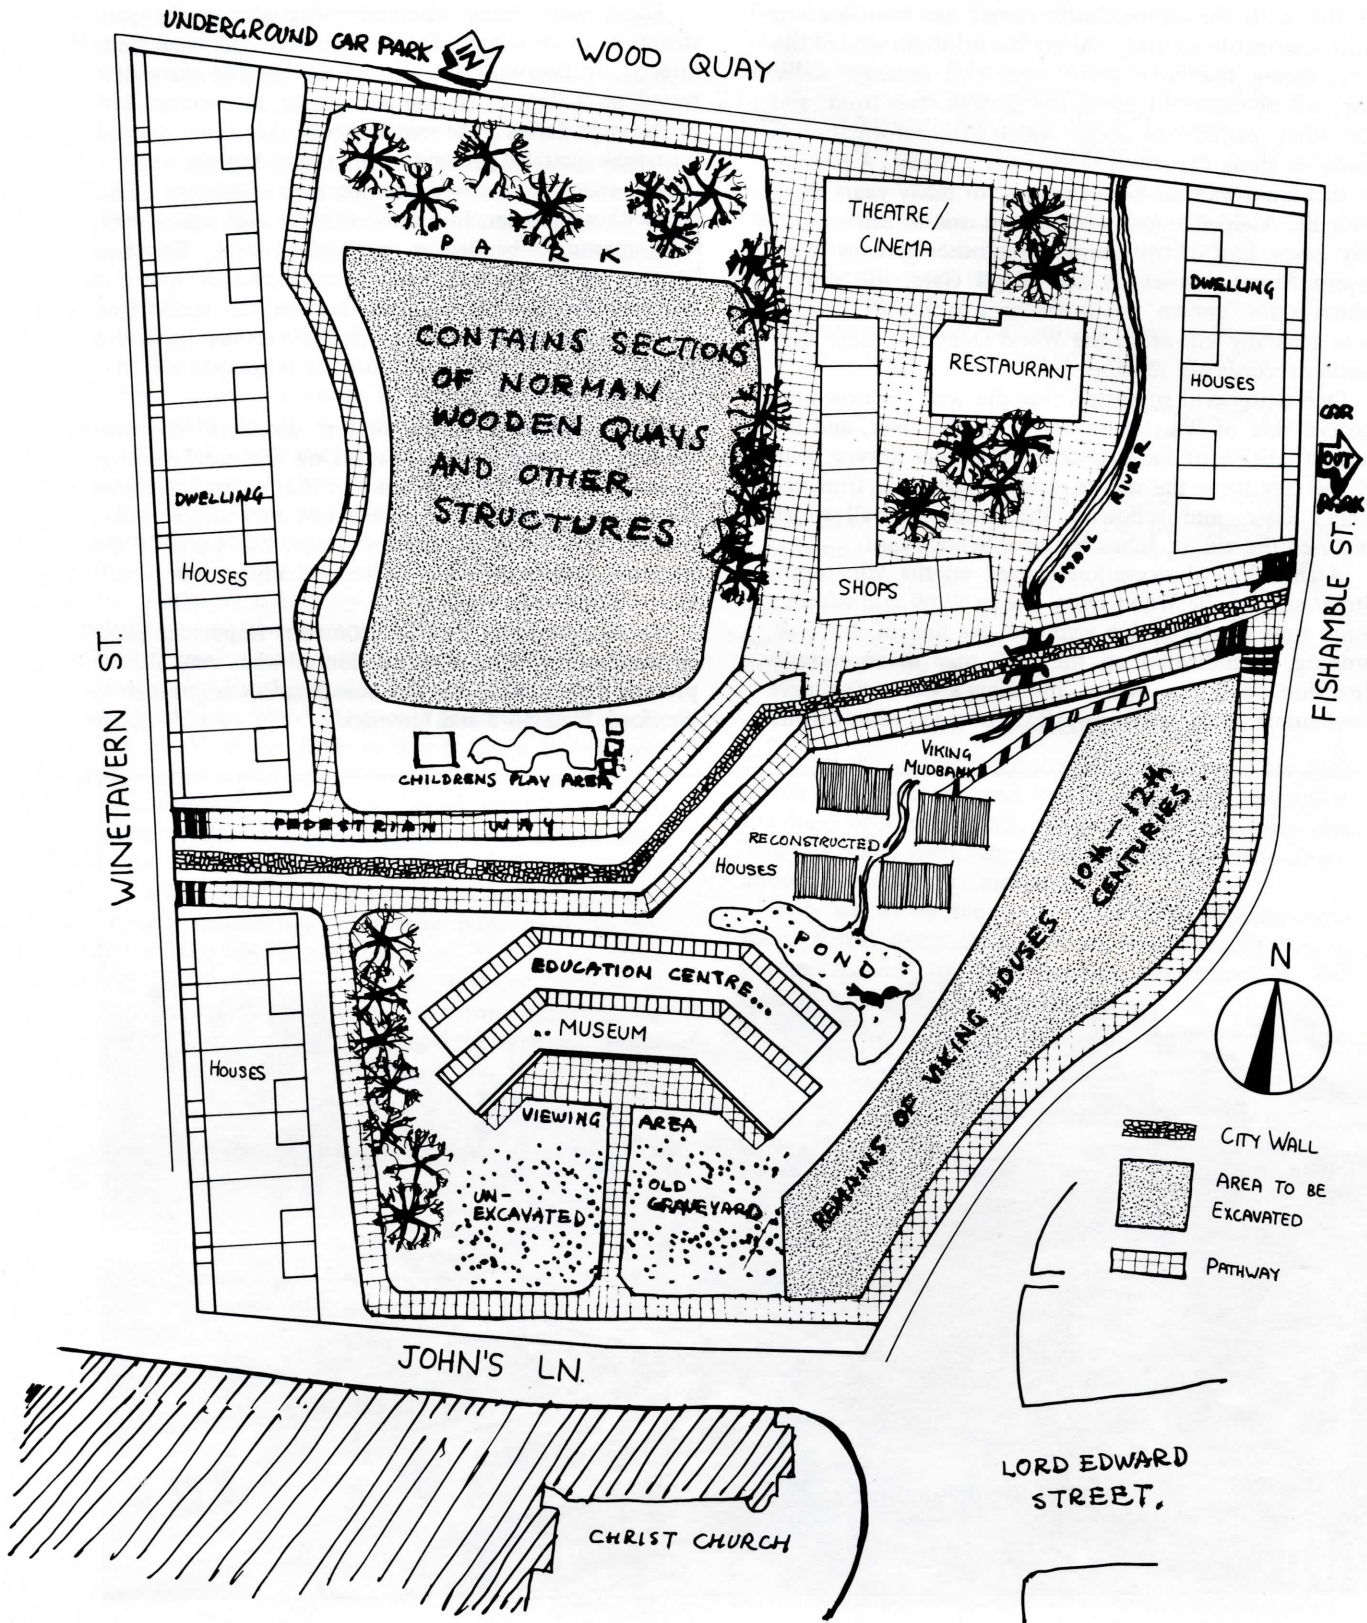 UNDERGROUND CAR PARK
IN
WOOD QUAY
PARK
THEATRE /
CINEMA
DWELLING
HOUSES
RESTAURANT
CONTAINS SECTIONS
OF NORMAN
WOODEN QUAYS
AND OTHER
STRUCTURES
CAR
OUT
PARK
DWELLING
HOUSES
SMALL RIVER
SHOPS
FISHAMBLE ST.
WINETAVERN ST.
CHILDRENS PLAY AREA
VIKING
MUDBANK
PEDESTRIAN WAY
RECONSTRUCTED
HOUSES
10th - 12th
CENTURIES
REMAINS OF VIKING HOUSES
POND
EDUCATION CENTRE...
.. MUSEUM
N
HOUSES
VIEWING AREA
UN-
EXCAVATED
OLD
GRAVEYARD
CITY WALL
AREA TO BE
EXCAVATED
PATHWAY
JOHN'S LN.
LORD EDWARD
STREET.
CHRIST CHURCH